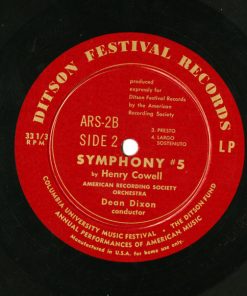 DITSON FESTIVAL RECORDS
produced
expressly for
Ditson Festival Records
by the American
Recording Society
ARS-2B
SIDE 2
3. PRESTO
4. LARGO
SOSTENUTO
33 1/3
RPM
LP
SYMPHONY #5
by Henry Cowell
AMERICAN RECORDING SOCIETY
ORCHESTRA
Dean Dixon
conductor
COLUMBIA UNIVERSITY MUSIC FESTIVAL • THE DITSON FUND
ANNUAL PERFORMANCES OF AMERICAN MUSIC
Manufactured in U.S.A. for home use only.